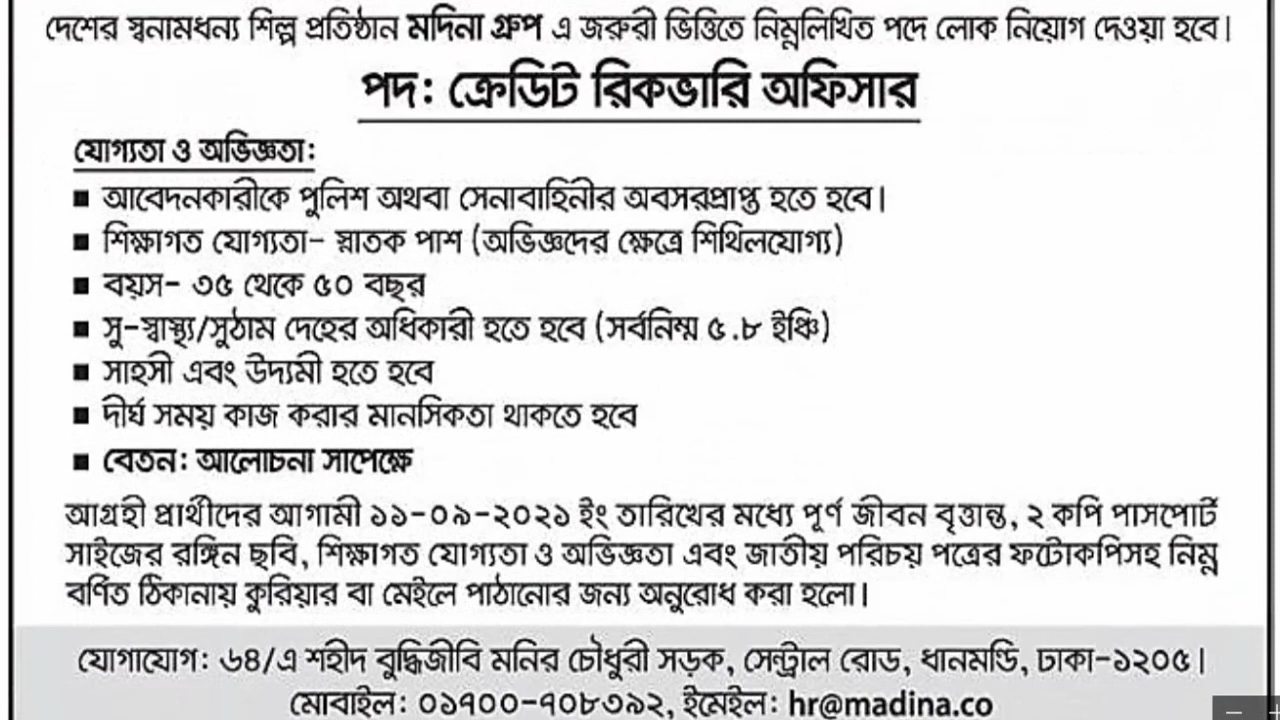 দেশের স্বনামধন্য শিল্প প্রতিষ্ঠান মদিনা গ্রুপ এ জরুরী ভিত্তিতে নিম্নলিখিত পদে লোক নিয়োগ দেওয়া হবে।
পদ: ক্রেডিট রিকভারি অফিসার
যোগ্যতা ও অভিজ্ঞতা:
■ আবেদনকারীকে পুলিশ অথবা সেনাবাহিনীর অবসরপ্রাপ্ত হতে হবে।
■ শিক্ষাগত যোগ্যতা- স্নাতক পাশ (অভিজ্ঞদের ক্ষেত্রে শিথিলযোগ্য)
■ বয়স- ৩৫ থেকে ৫০ বছর
■ সু-স্বাস্থ্য/সুঠাম দেহের অধিকারী হতে হবে (সর্বনিম্ম ৫.৮ ইঞ্চি)
■ সাহসী এবং উদ্যমী হতে হবে
■ দীর্ঘ সময় কাজ করার মানসিকতা থাকতে হবে
■ বেতন: আলোচনা সাপেক্ষে
আগ্রহী প্রার্থীদের আগামী ১১-০৯-২০২১ ইং তারিখের মধ্যে পূর্ণ জীবন বৃত্তান্ত, ২ কপি পাসপোর্ট
সাইজের রঙ্গিন ছবি, শিক্ষাগত যোগ্যতা ও অভিজ্ঞতা এবং জাতীয় পরিচয় পত্রের ফটোকপিসহ নিম্ন
বর্ণিত ঠিকানায় কুরিয়ার বা মেইলে পাঠানোর জন্য অনুরোধ করা হলো।
যোগাযোগ: ৬৪/এ শহীদ বুদ্ধিজীবি মনির চৌধুরী সড়ক, সেন্ট্রাল রোড, ধানমন্ডি, ঢাকা-১২০৫।
মোবাইল: ০১৭০০-৭০৮৩৯২, ইমেইল: hr@madina.co